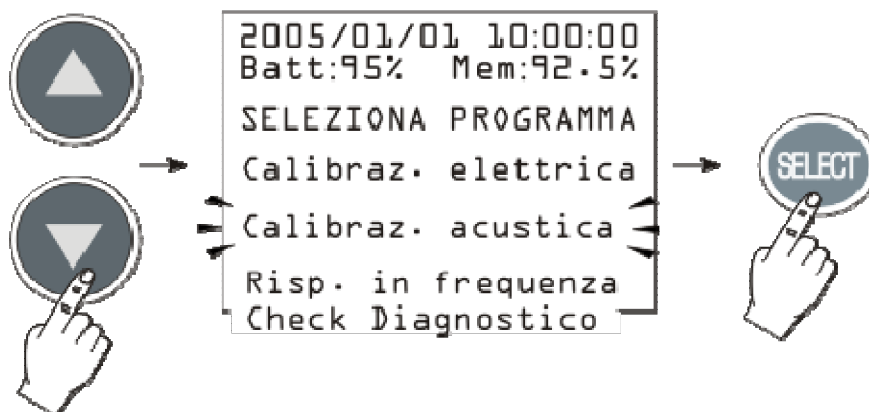 2005/01/01 10:00:00
Batt:95% Mem:92.5%
SELEZIONA PROGRAMMA
Calibraz. elettrica
Calibraz. acustica
Risp. in frequenza
Check Diagnostico
SELECT